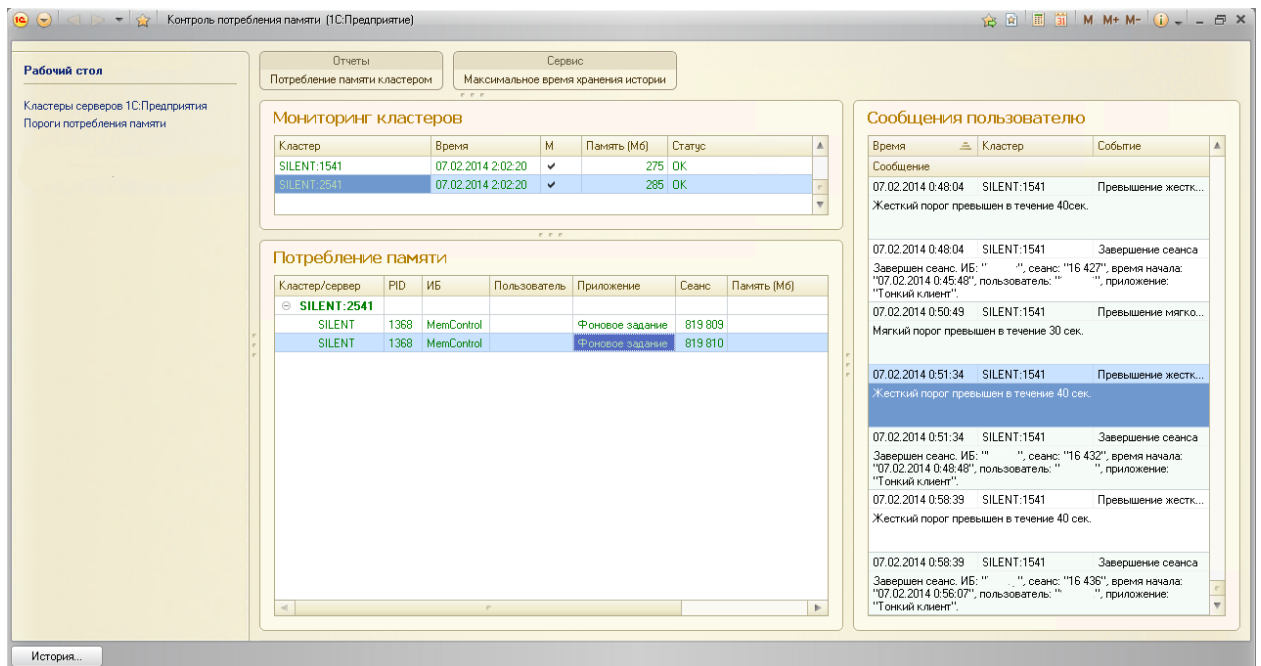 1С Контроль потребления памяти (1С:Предприятие) 31 M M+ M-
Рабочий стол
Кластеры серверов 1С:Предприятия
Пороги потребления памяти
Отчеты
Потребление памяти кластером
Сервис
Максимальное время хранения истории
Мониторинг кластеров
Кластер Время М Память (Мб) Статус
SILENT:1541 07.02.2014 2:02:20 ✔ 275 OK
SILENT:2541 07.02.2014 2:02:20 ✔ 285 OK
Потребление памяти
Кластер/сервер PID ИБ Пользователь Приложение Сеанс Память (Мб)
SILENT:2541
SILENT 1368 MemControl Фоновое задание 819 809
SILENT 1368 MemControl Фоновое задание 819 810
Сообщения пользователю
Время Кластер Событие
Сообщение
07.02.2014 0:48:04 SILENT:1541 Превышение жестк...
Жесткий порог превышен в течение 40сек.
07.02.2014 0:48:04 SILENT:1541 Завершение сеанса
Завершен сеанс. ИБ: "          ", сеанс: "16 427", время начала:
"07.02.2014 0:45:48", пользователь: "          ", приложение:
"Тонкий клиент".
07.02.2014 0:50:49 SILENT:1541 Превышение мягко...
Мягкий порог превышен в течение 30 сек.
07.02.2014 0:51:34 SILENT:1541 Превышение жестк...
Жесткий порог превышен в течение 40 сек.
07.02.2014 0:51:34 SILENT:1541 Завершение сеанса
Завершен сеанс. ИБ: "          ", сеанс: "16 432", время начала:
"07.02.2014 0:48:48", пользователь: "          ", приложение:
"Тонкий клиент".
07.02.2014 0:58:39 SILENT:1541 Превышение жестк...
Жесткий порог превышен в течение 40 сек.
07.02.2014 0:58:39 SILENT:1541 Завершение сеанса
Завершен сеанс. ИБ: "          ", сеанс: "16 436", время начала:
"07.02.2014 0:56:07", пользователь: "          ", приложение:
"Тонкий клиент".
История...